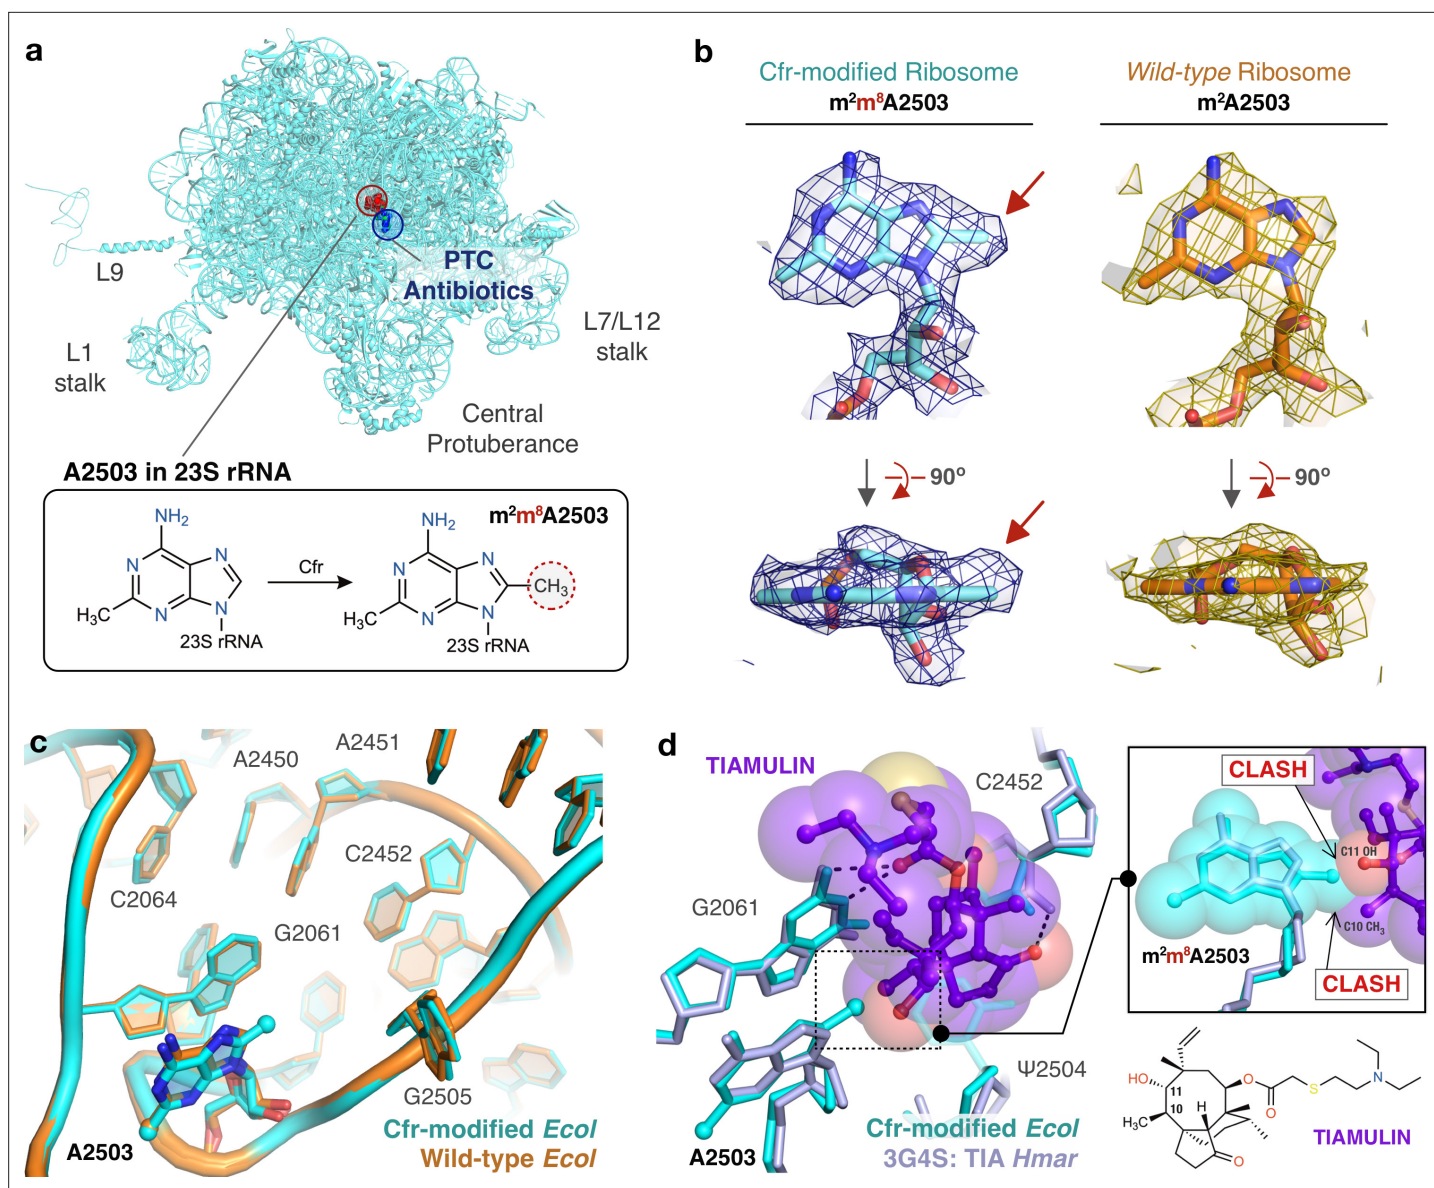 a
L9
L1
stalk
PTC
Antibiotics
L7/L12
stalk
Central
Protuberance
A2503 in 23S rRNA
m²m⁸A2503
NH₂
N
N
N
N
H₃C
23S rRNA
Cfr
NH₂
N
N
N
N
CH₃
H₃C
23S rRNA
b
Cfr-modified Ribosome
m²m⁸A2503
Wild-type Ribosome
m²A2503
90º
90º
c
A2450
A2451
C2452
C2064
G2061
G2505
A2503
Cfr-modified Ecol
Wild-type Ecol
d
TIAMULIN
C2452
G2061
Ψ2504
A2503
Cfr-modified Ecol
3G4S: TIA Hmar
CLASH
C11 OH
C10 CH₃
m²m⁸A2503
CLASH
HO
11
10
H₃C
H
O
O
O
S
N
TIAMULIN